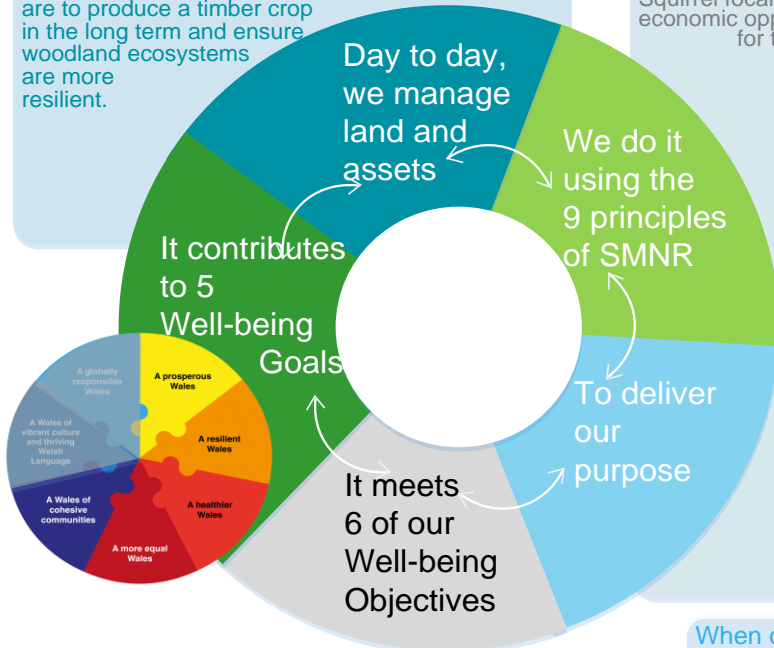 are to produce a timber crop
in the long term and ensure
woodland ecosystems
are more
resilient.
Squirrel
economic
for
Day to day,
we manage
land and
assets
We do it
using the
9 principles
of SMNR
It contributes
to 5
Well-being
Goals
To deliver
our
purpose
It meets
6 of our
Well-being
Objectives
A globally
responsible
Wales
A prosperous
Wales
A Wales of
vibrant culture
and thriving
Welsh
Language
A resilient
Wales
A Wales of
cohesive
communities
A healthier
Wales
A more equal
Wales
When